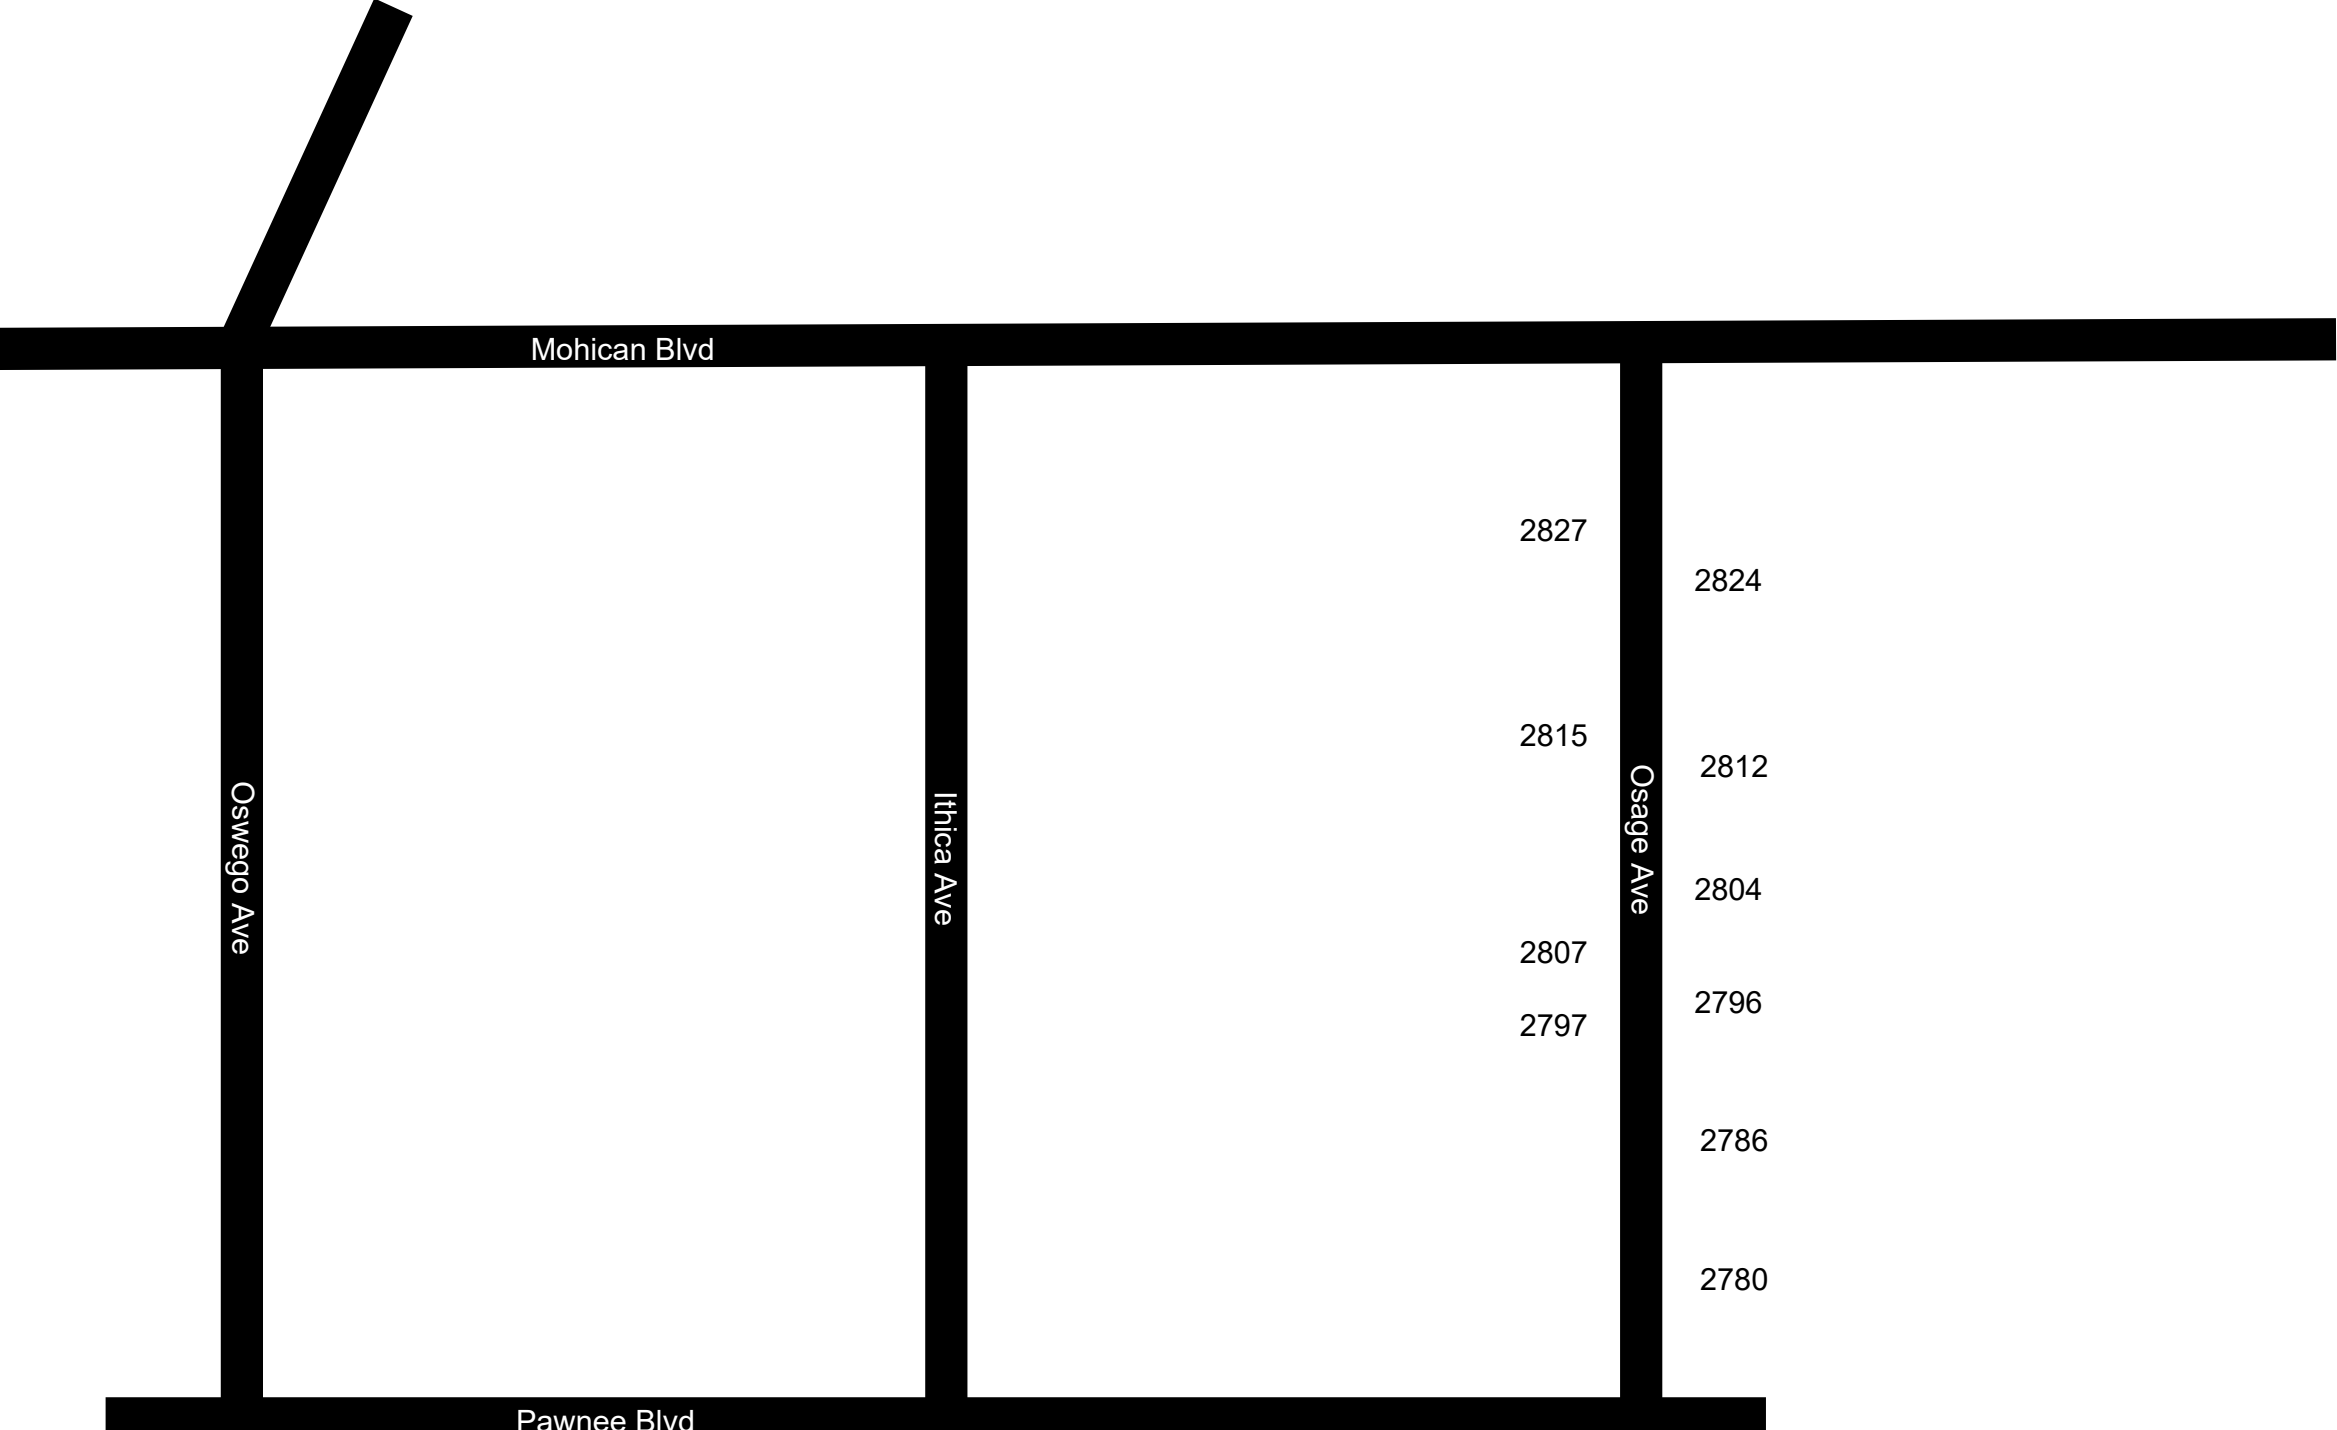 Mohican Blvd
2827
2824
2815
2812
Oswego Ave
Ithica Ave
Osage Ave
2804
2807
2796
2797
2786
2780
Pawnee Blvd